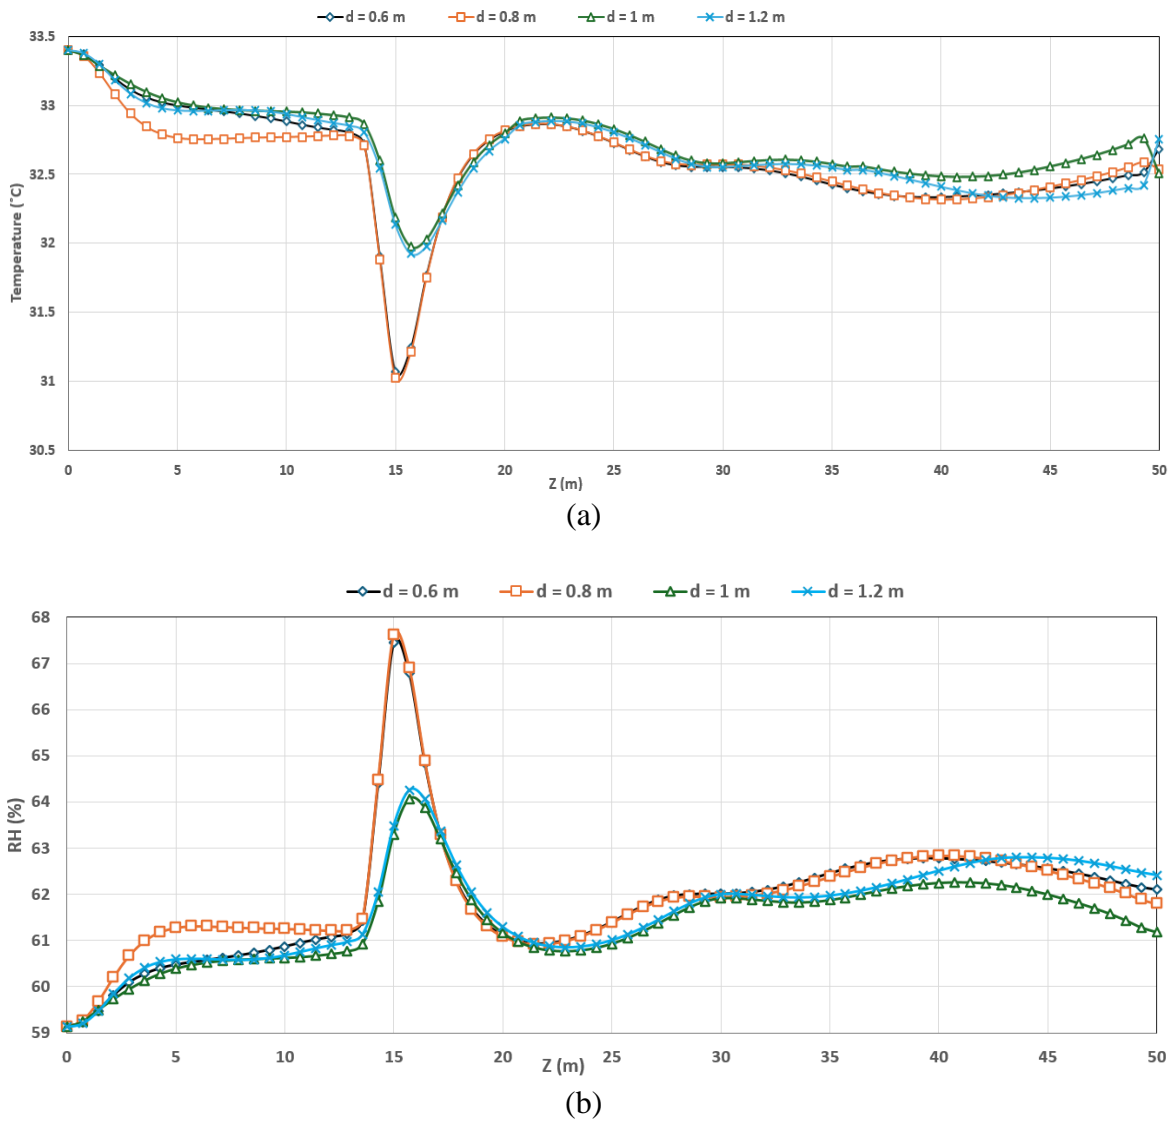 d = 0.6 m d = 0.8 m d = 1 m d = 1.2 m
33.5
33
32.5
32
31.5
31
30.5
Temperature (°C)
0 5 10 15 20 25 30 35 40 45 50
Z (m)
(a)
d = 0.6 m d = 0.8 m d = 1 m d = 1.2 m
68
67
66
65
64
63
62
61
60
59
RH (%)
0 5 10 15 20 25 30 35 40 45 50
Z (m)
(b)